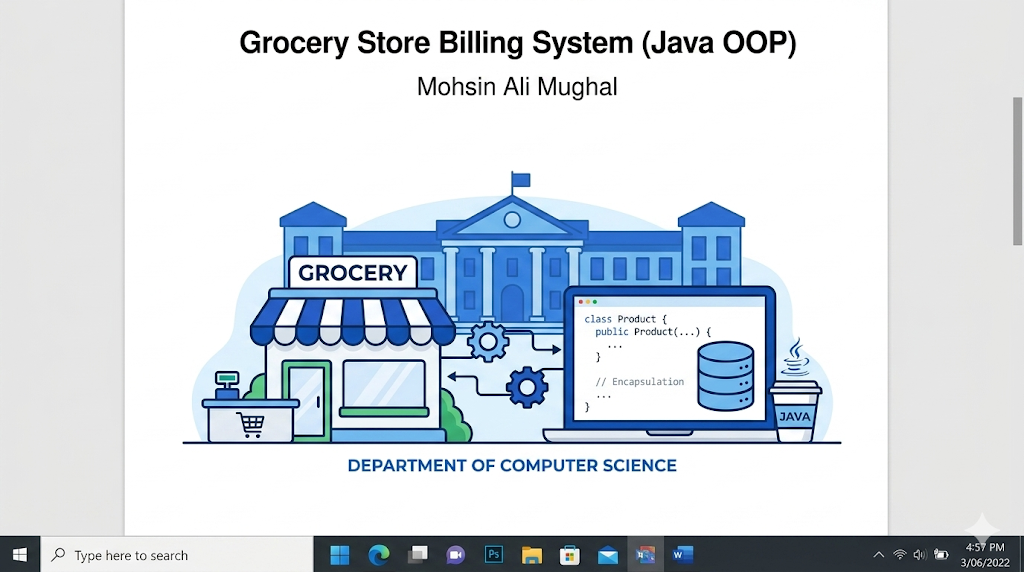 Grocery Store Billing System (Java OOP)
Mohsin Ali Mughal
GROCERY
class Product {
public Product(...) {
...
}
// Encapsulation
...
}
JAVA
DEPARTMENT OF COMPUTER SCIENCE
Type here to search
Ps
W
4:57 PM
3/06/2022